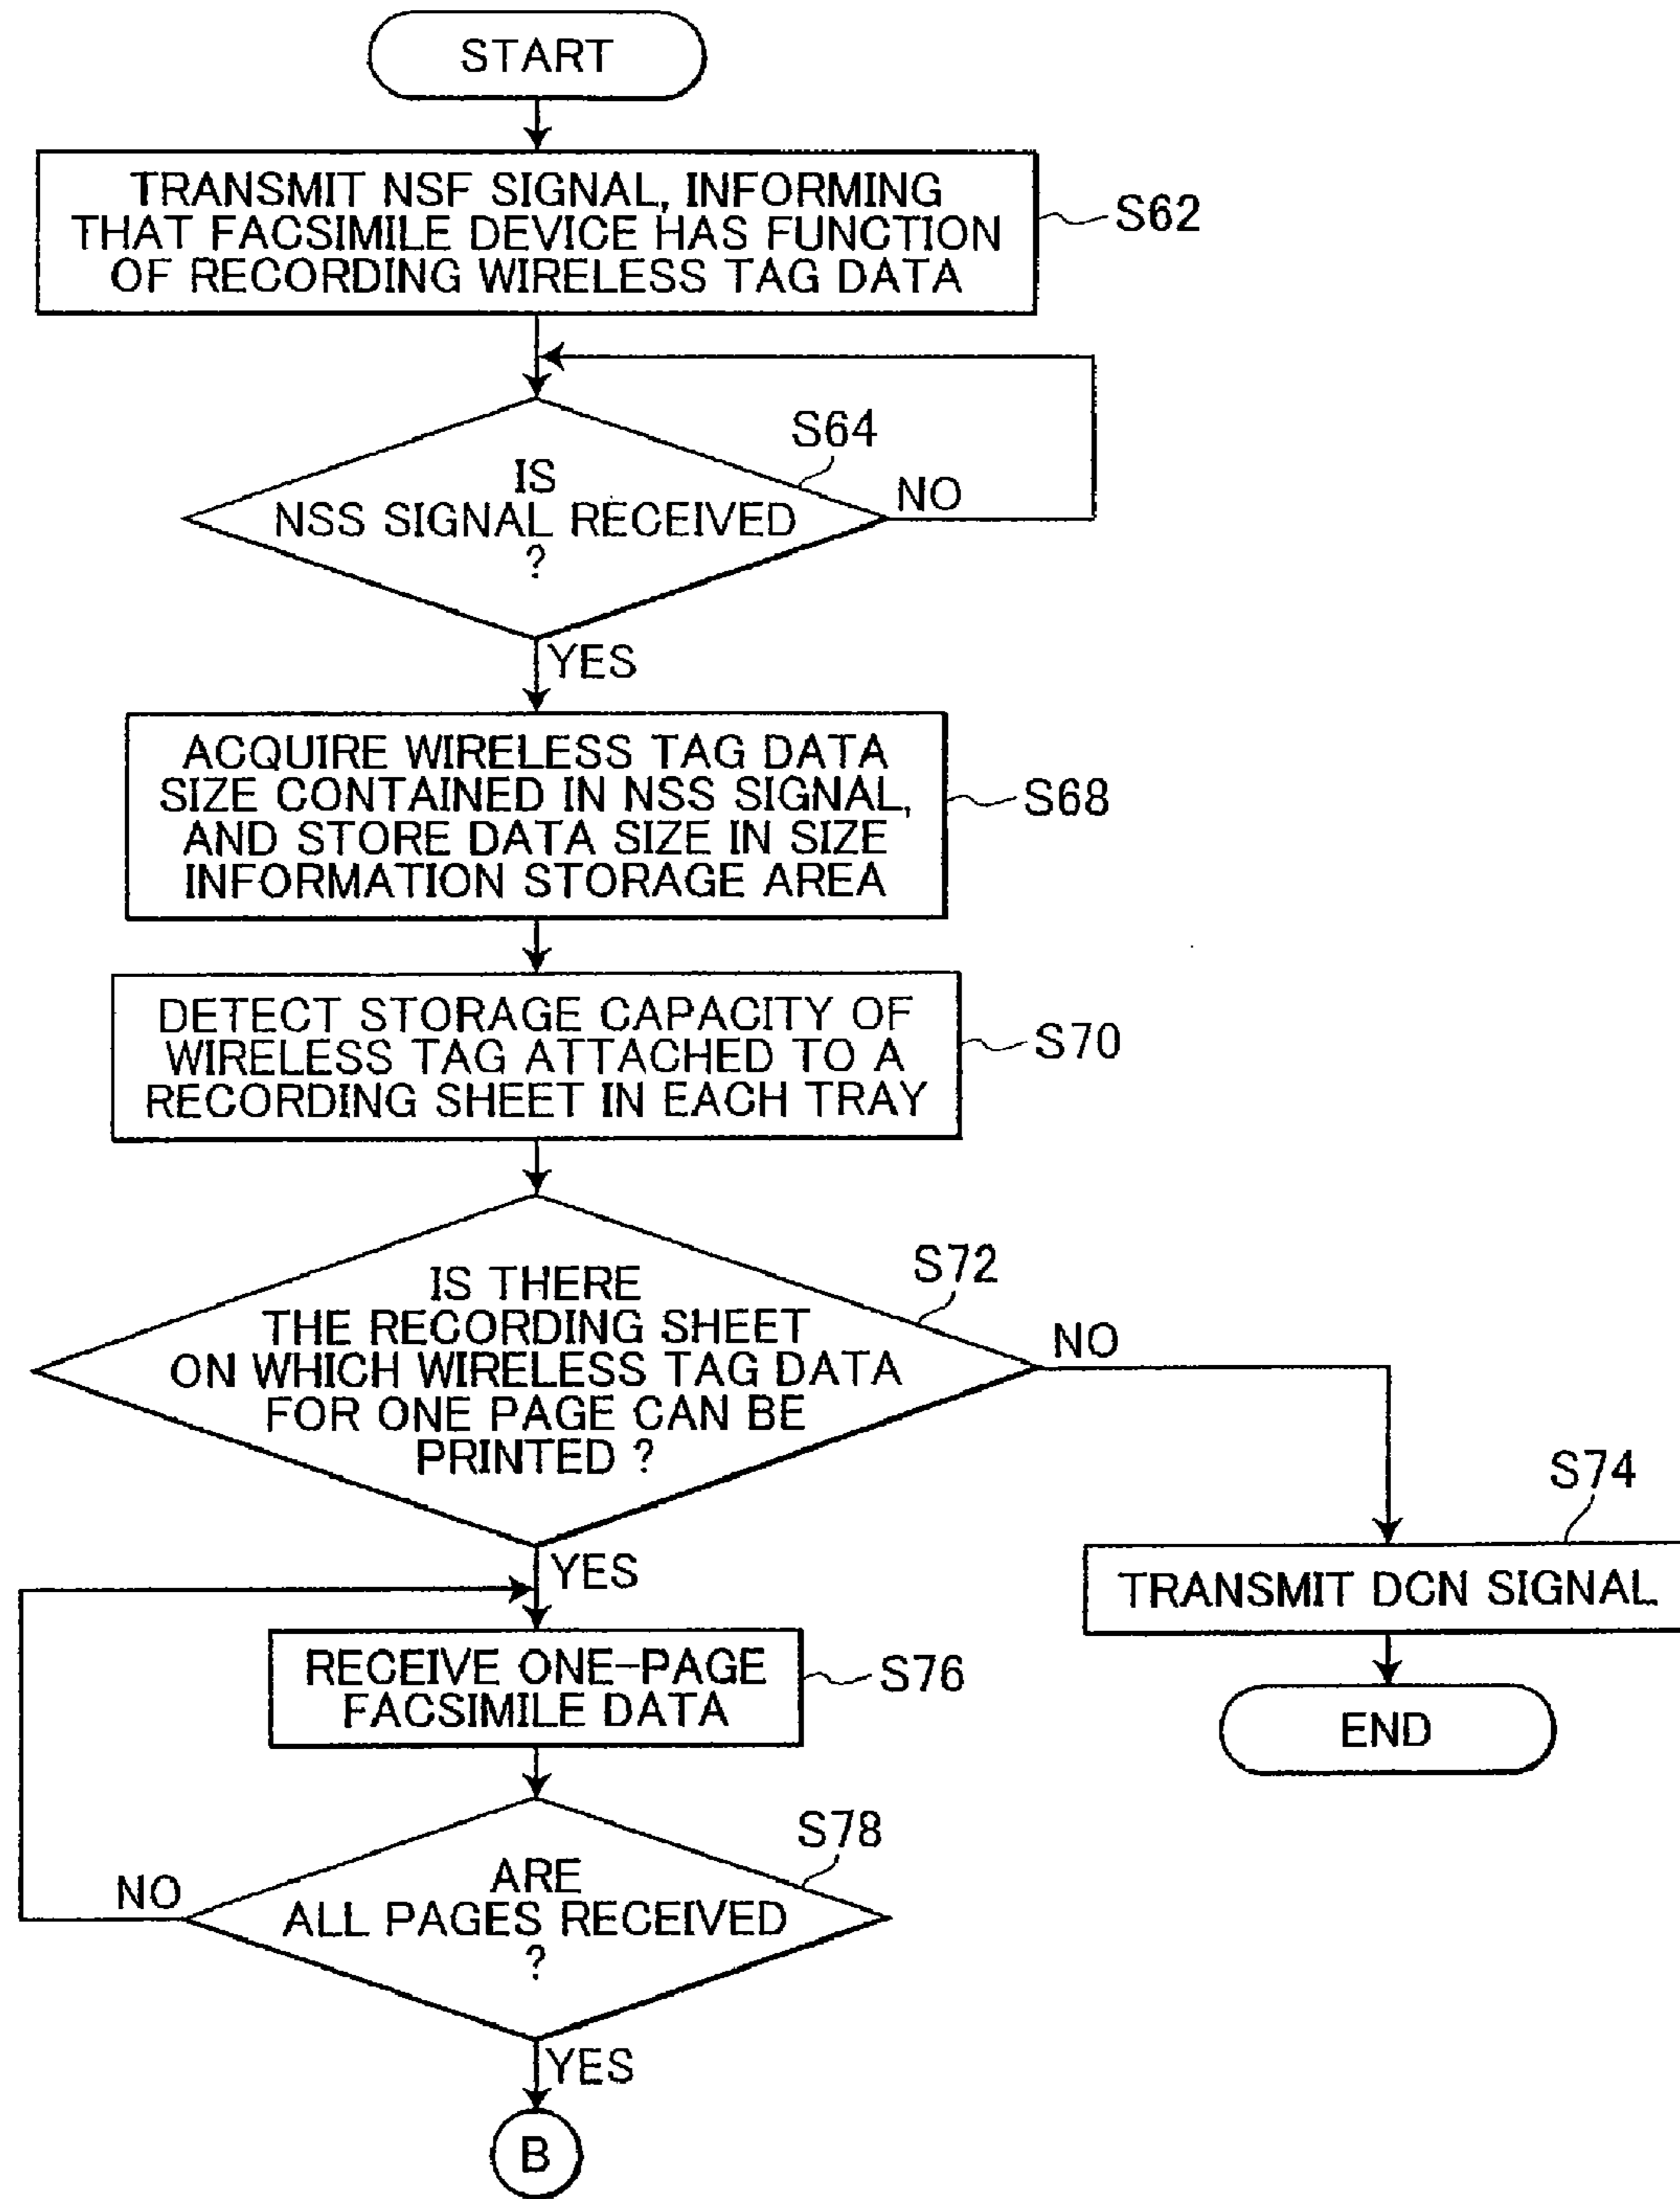 START
TRANSMIT NSF SIGNAL, INFORMING
THAT FACSIMILE DEVICE HAS FUNCTION
OF RECORDING WIRELESS TAG DATA
S62
S64
IS
NSS SIGNAL RECEIVED
?
NO
YES
ACQUIRE WIRELESS TAG DATA
SIZE CONTAINED IN NSS SIGNAL,
AND STORE DATA SIZE IN SIZE
INFORMATION STORAGE AREA
S68
DETECT STORAGE CAPACITY OF
WIRELESS TAG ATTACHED TO A
RECORDING SHEET IN EACH TRAY
S70
S72
IS THERE
THE RECORDING SHEET
ON WHICH WIRELESS TAG DATA
FOR ONE PAGE CAN BE
PRINTED ?
NO
YES
S74
TRANSMIT DCN SIGNAL
END
RECEIVE ONE-PAGE
FACSIMILE DATA
S76
S78
ARE
ALL PAGES RECEIVED
?
NO
YES
B